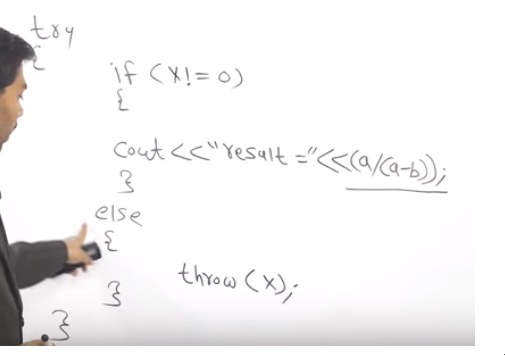 try
{
if (x!= 0)
{
cout <<"result ="<<(a/(a-b));
}
else
{
throw (x);
}
}